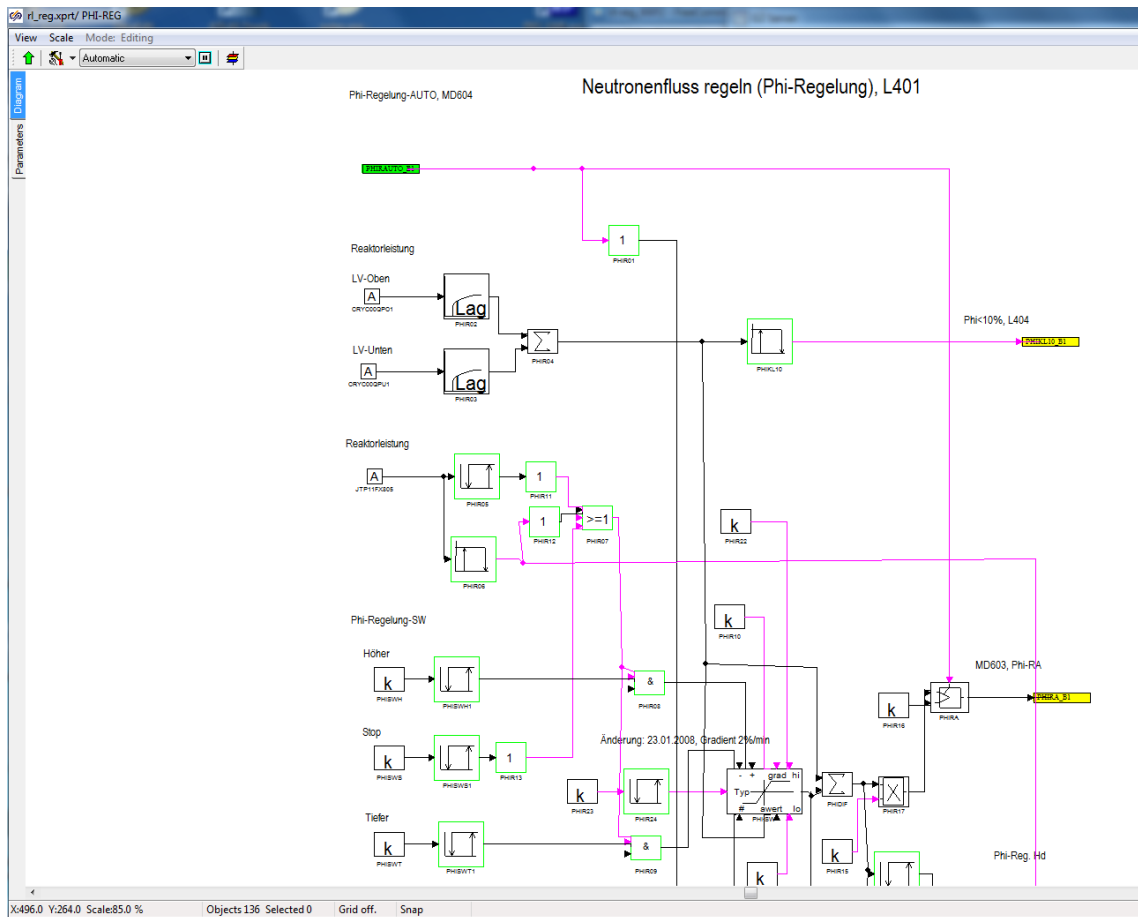 rl_reg.xprt/ PHI-REG
View Scale Mode: Editing
Automatic
Diagram
Parameters
Neutronenfluss regeln (Phi-Regelung), L401
Phi-Regelung-AUTO, MD604
PHIRAUTO_B1
1
PHIR01
Reaktorleistung
LV-Oben
A
CRYC00QPO1
Lag
PHIR02
Σ
PHIR04
LV-Unten
A
CRYC00QPU1
Lag
PHIR03
PHIKL10
Phi<10%, L404
PHIKL10_B1
Reaktorleistung
A
JTP11FX805
PHIR05
1
PHIR11
1
PHIR12
>=1
PHIR07
PHIR06
k
PHIR22
k
PHIR10
Phi-Regelung-SW
Höher
k
PHISWH
PHISWH1
&
PHIR08
MD603, Phi-RA
k
PHIR16
PHIRA
PHIRA_B1
Stop
k
PHISWS
PHISWS1
1
PHIR13
Änderung: 23.01.2008, Gradient 2%/min
k
PHIR23
PHIR24
- + grad hi
Typ
# awert lo
Σ
PHIDIF
X
PHIR17
Tiefer
k
PHISWT
PHISWT1
&
PHIR09
k
k
PHIR15
Phi-Reg. Hd
X:496.0 Y:264.0 Scale:85.0 % Objects 136 Selected 0 Grid off. Snap